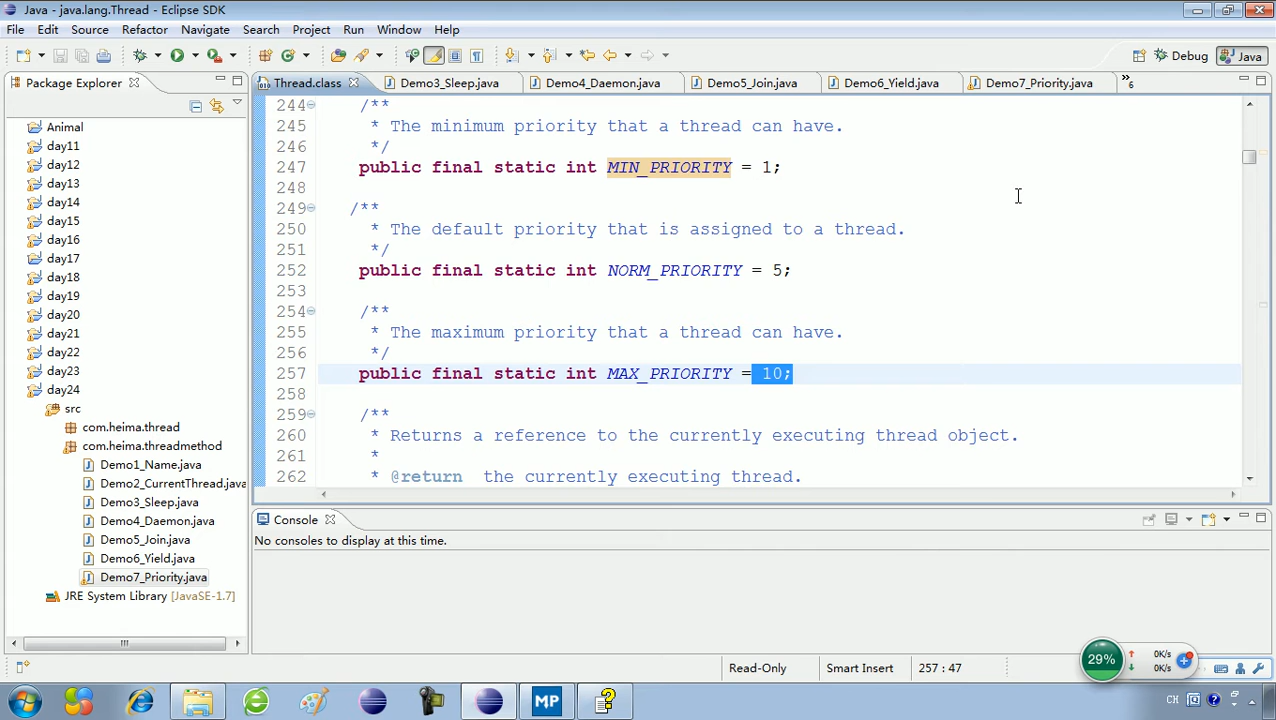 Java - java.lang.Thread - Eclipse SDK
File Edit Source Refactor Navigate Search Project Run Window Help
Debug Java
Package Explorer
Thread.class Demo3_Sleep.java Demo4_Daemon.java Demo5_Join.java Demo6_Yield.java Demo7_Priority.java »6
Animal
day11
day12
day13
day14
day15
day16
day17
day18
day19
day20
day21
day22
day23
day24
src
com.heima.thread
com.heima.threadmethod
Demo1_Name.java
Demo2_CurrentThread.java
Demo3_Sleep.java
Demo4_Daemon.java
Demo5_Join.java
Demo6_Yield.java
Demo7_Priority.java
JRE System Library [JavaSE-1.7]
244 /**
245 * The minimum priority that a thread can have.
246 */
247 public final static int MIN_PRIORITY = 1;
248
249 /**
250 * The default priority that is assigned to a thread.
251 */
252 public final static int NORM_PRIORITY = 5;
253
254 /**
255 * The maximum priority that a thread can have.
256 */
257 public final static int MAX_PRIORITY = 10;
258
259 /**
260 * Returns a reference to the currently executing thread object.
261 *
262 * @return the currently executing thread.
Console
No consoles to display at this time.
Read-Only Smart Insert 257 : 47
29% 0K/s
0K/s
MP
CH